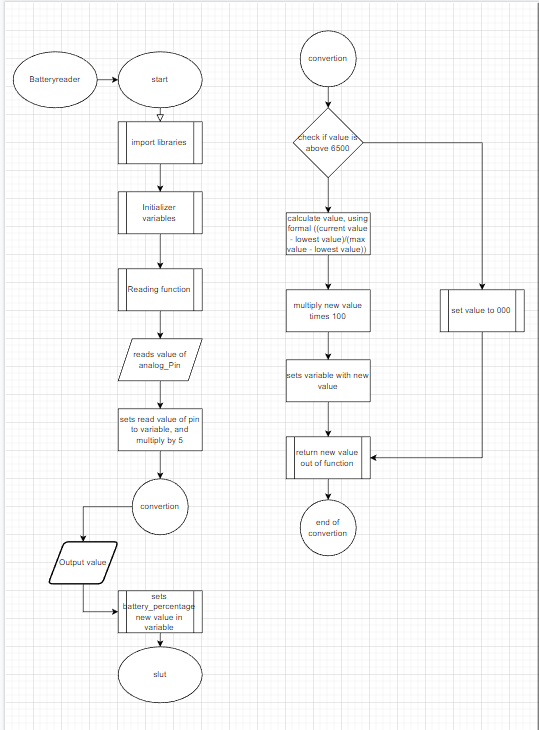 Batteryreader
start
import libraries
Initializer
variables
Reading function
reads value of
analog_Pin
sets read value of pin
to variable, and
multiply by 5
convertion
Output value
sets
battery_percentage
new value in
variable
slut
convertion
check if value is
above 6500
calculate value, using
formal ((current value
- lowest value)/(max
value - lowest value))
multiply new value
times 100
set value to 000
sets variable with new
value
return new value
out of function
end of
convertion